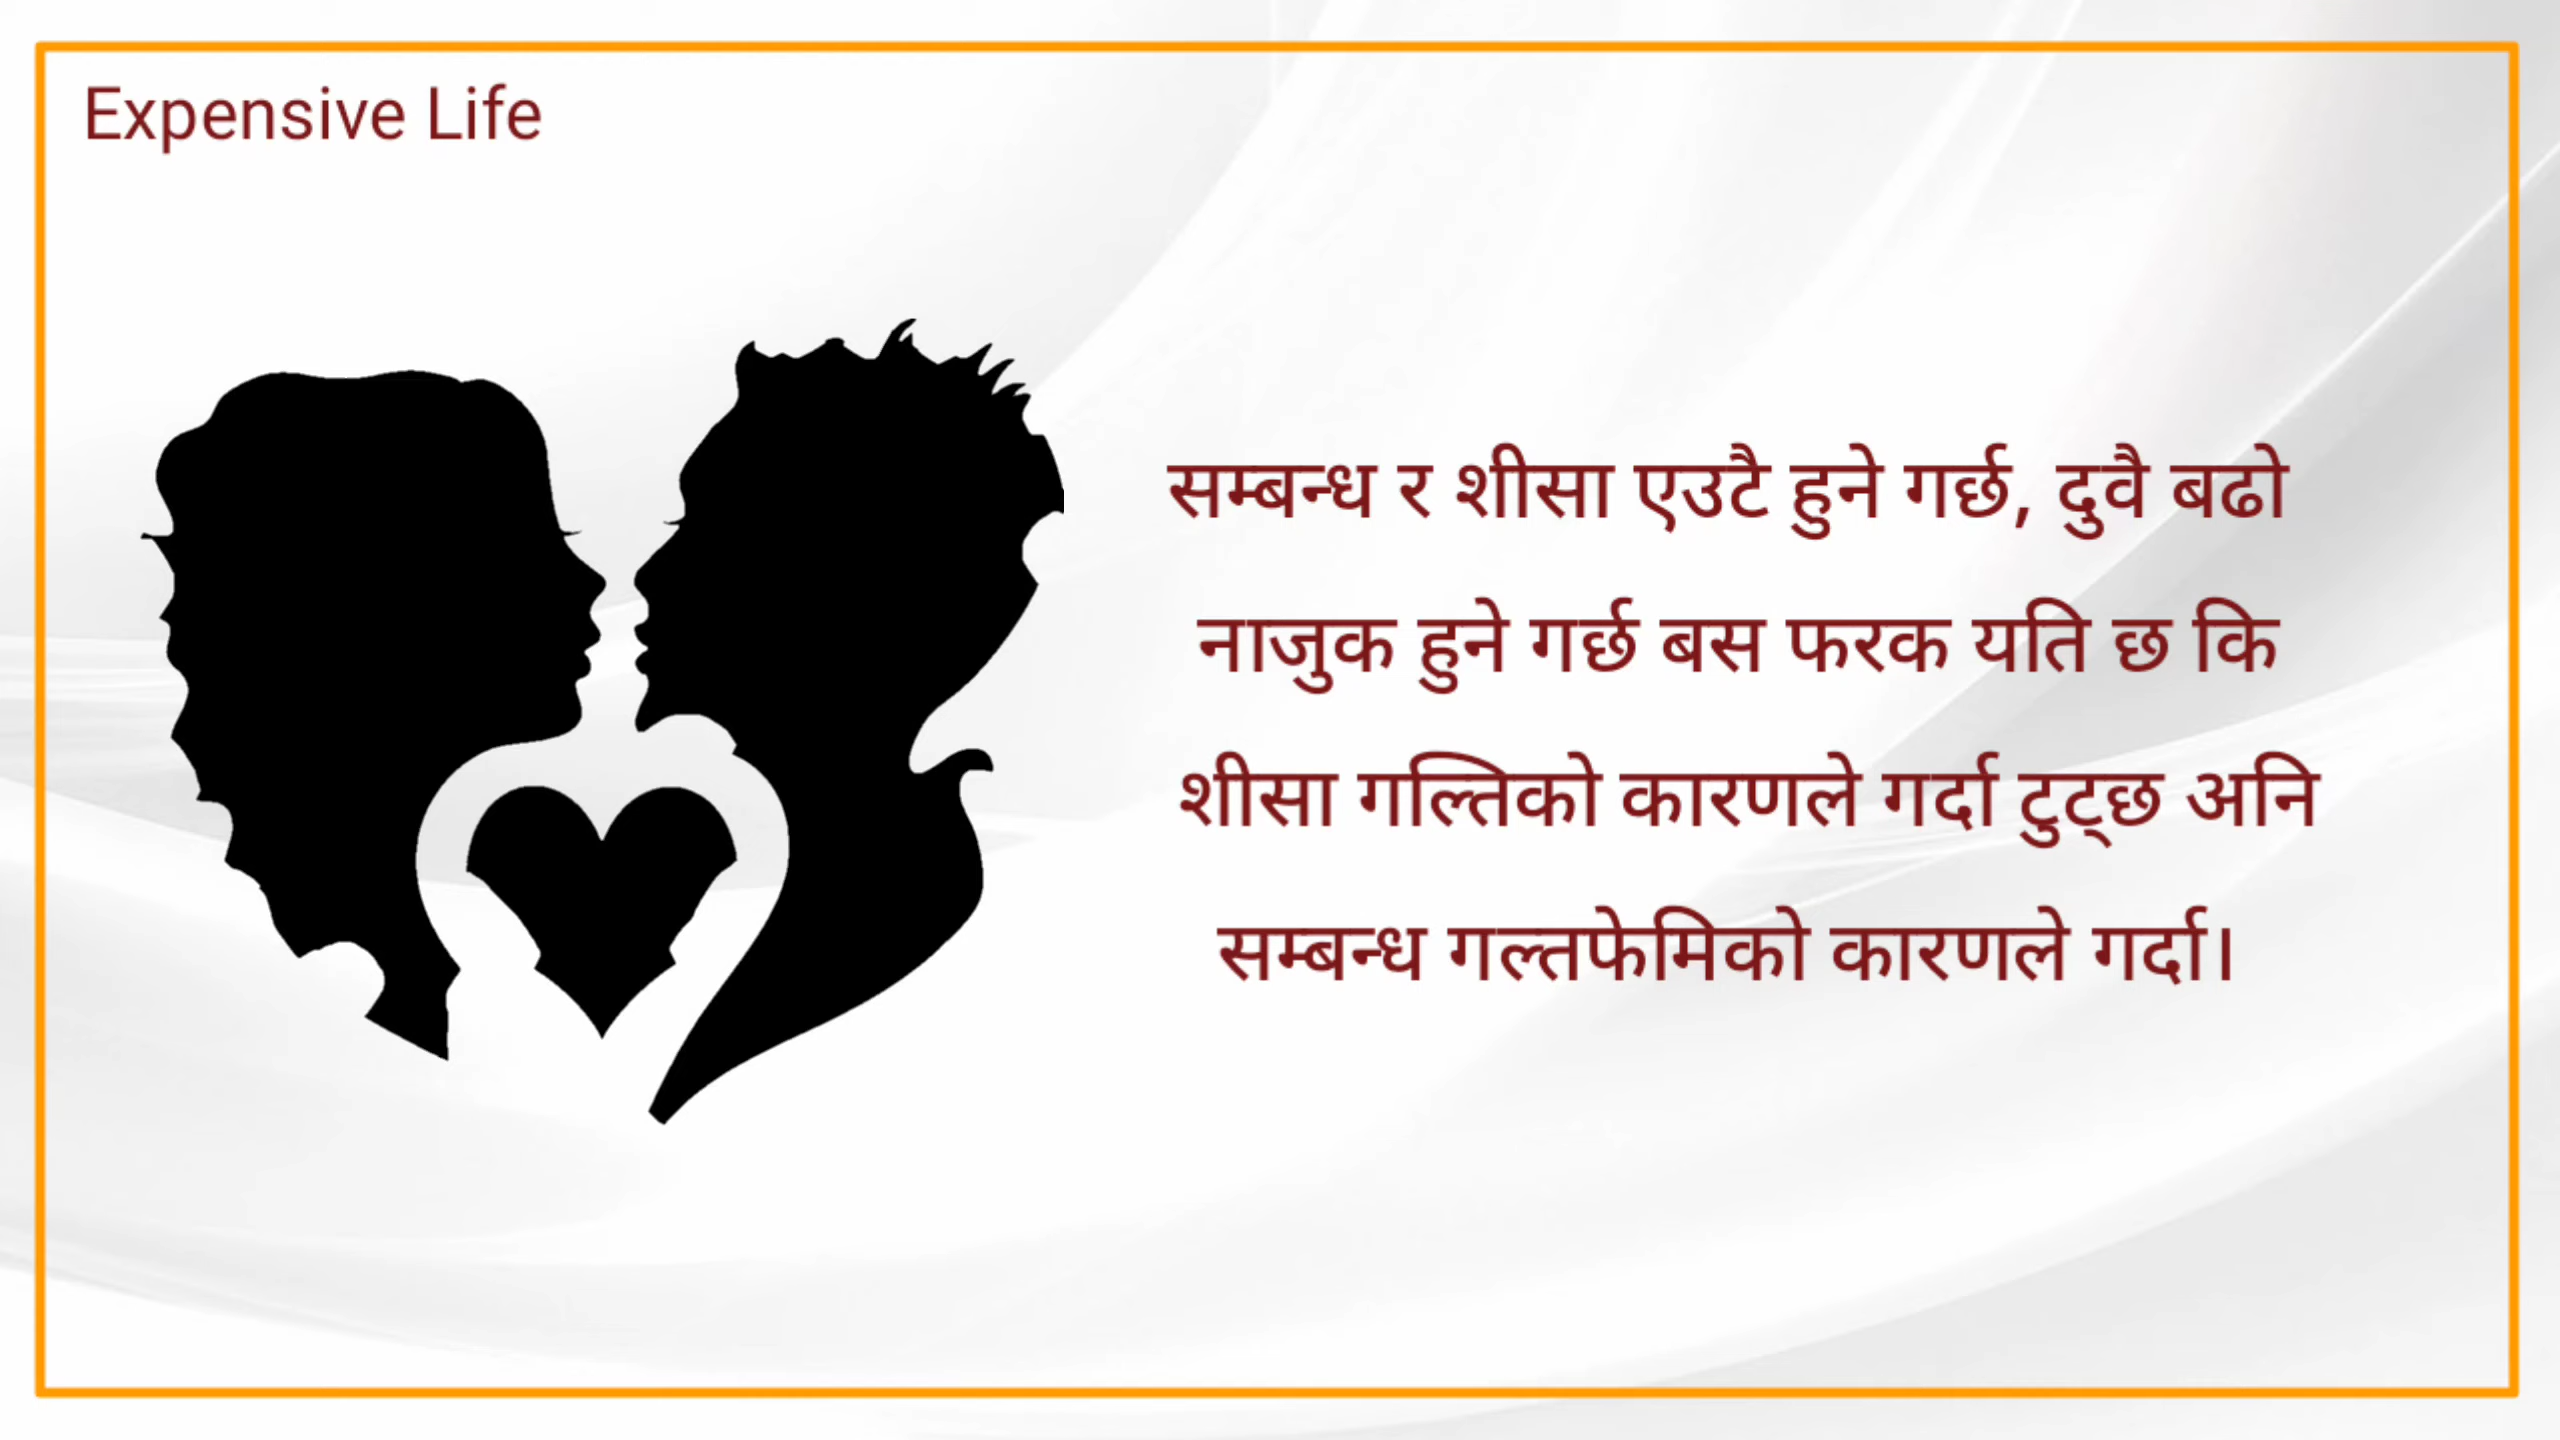 Expensive Life
सम्बन्ध र शीसा एउटै हुने गर्छ, दुवै बढो
नाजुक हुने गर्छ बस फरक यति छ कि
शीसा गल्तिको कारणले गर्दा टुट्छ अनि
सम्बन्ध गल्तफेमिको कारणले गर्दा।